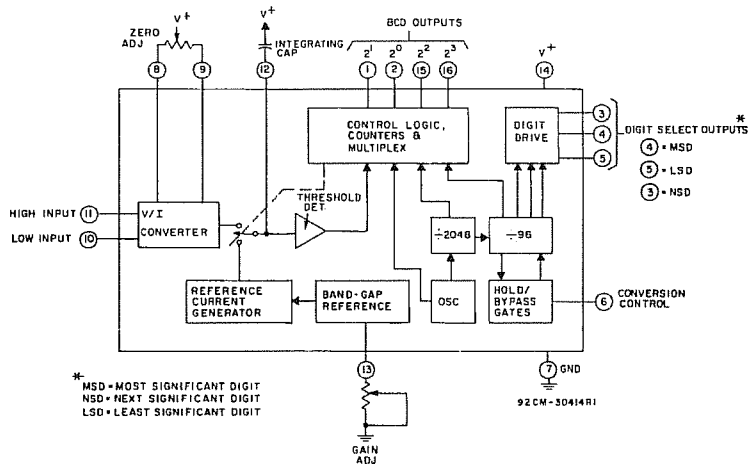 V+
ZERO
ADJ
8
9
V+
INTEGRATING
CAP
12
BCD OUTPUTS
2¹ 2⁰ 2² 2³
1 2 15 16
V+
14
CONTROL LOGIC,
COUNTERS &
MULTIPLEX
DIGIT
DRIVE
3
4
5
*
DIGIT SELECT OUTPUTS
4 = MSD
5 = LSD
3 = NSD
HIGH INPUT 11
LOW INPUT 10
V/I
CONVERTER
THRESHOLD
DET.
÷2048
÷96
REFERENCE
CURRENT
GENERATOR
BAND-GAP
REFERENCE
OSC
HOLD/
BYPASS
GATES
6 CONVERSION
CONTROL
13
7 GND
*
MSD = MOST SIGNIFICANT DIGIT
NSD = NEXT SIGNIFICANT DIGIT
LSD = LEAST SIGNIFICANT DIGIT
92CM-30414R1
GAIN
ADJ